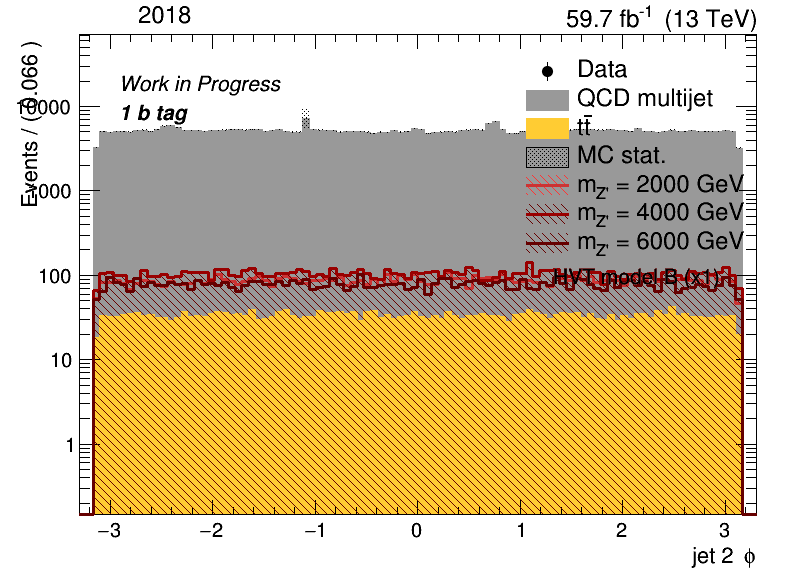 2018
59.7 fb⁻¹ (13 TeV)
Events / ( 0.066 )
Work in Progress
1 b tag
Data
QCD multijet
tt̄
MC stat.
m_Z' = 2000 GeV
m_Z' = 4000 GeV
m_Z' = 6000 GeV
HVT model B (x1)
10000
1000
100
10
1
−3 −2 −1 0 1 2 3
jet 2 ϕ